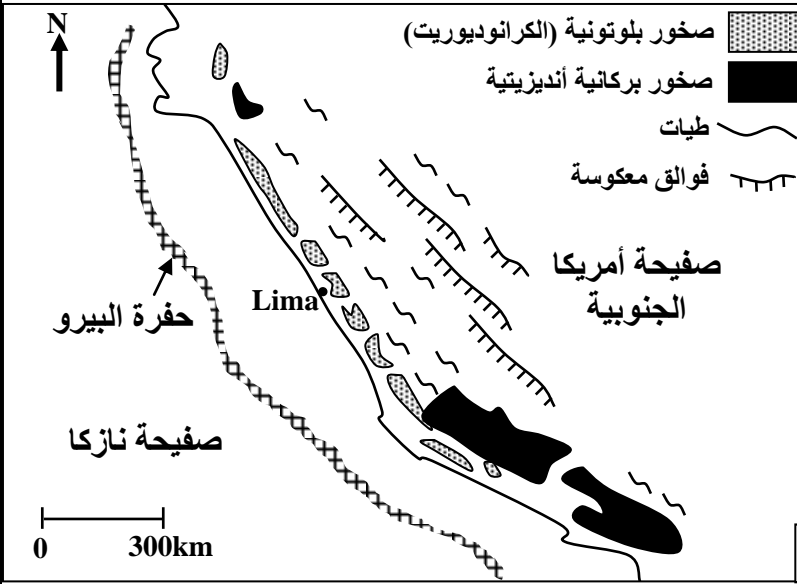 N
صخور بلوتونية (الكرانوديوريت)
صخور بركانية أنديزيتية
طيات
فوالق معكوسة
صفيحة أمريكا
الجنوبية
Lima
حفرة البيرو
صفيحة نازكا
0 300km